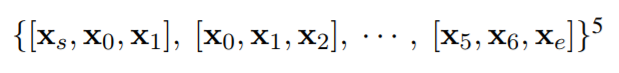 {[x_s, x_0, x_1], [x_0, x_1, x_2], ⋯ , [x_5, x_6, x_e]}^5